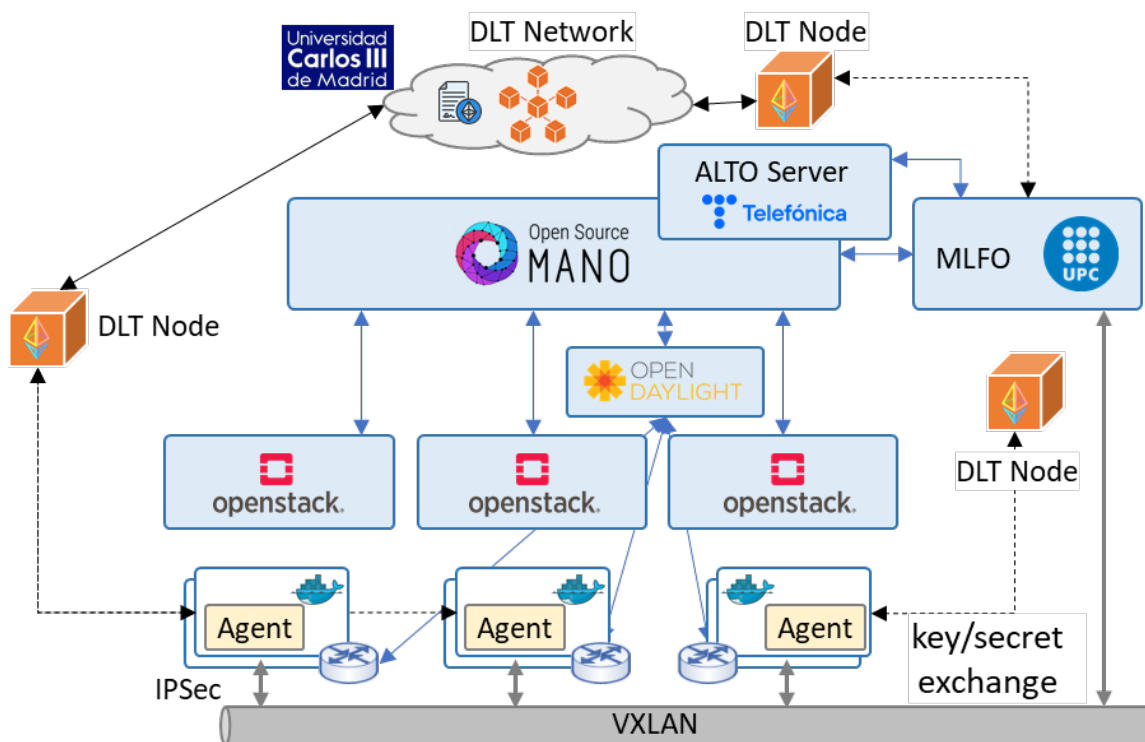 Universidad
Carlos III
de Madrid
DLT Network
DLT Node
ALTO Server
Telefónica
Open Source
MANO
MLFO
UPC
DLT Node
OPEN
DAYLIGHT
openstack.
openstack.
openstack.
DLT Node
Agent
Agent
Agent
key/secret
exchange
IPSec
VXLAN